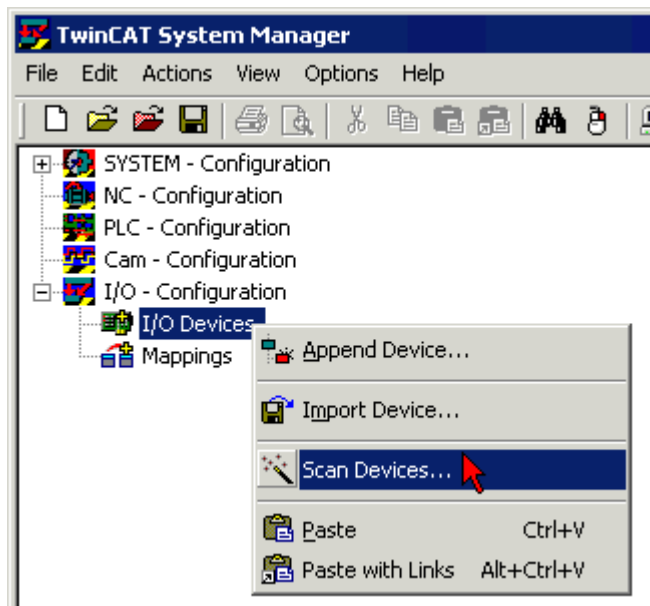 TwinCAT System Manager
File Edit Actions View Options Help
SYSTEM - Configuration
NC - Configuration
PLC - Configuration
Cam - Configuration
I/O - Configuration
I/O Devices
Mappings
Append Device...
Import Device...
Scan Devices...
Paste Ctrl+V
Paste with Links Alt+Ctrl+V